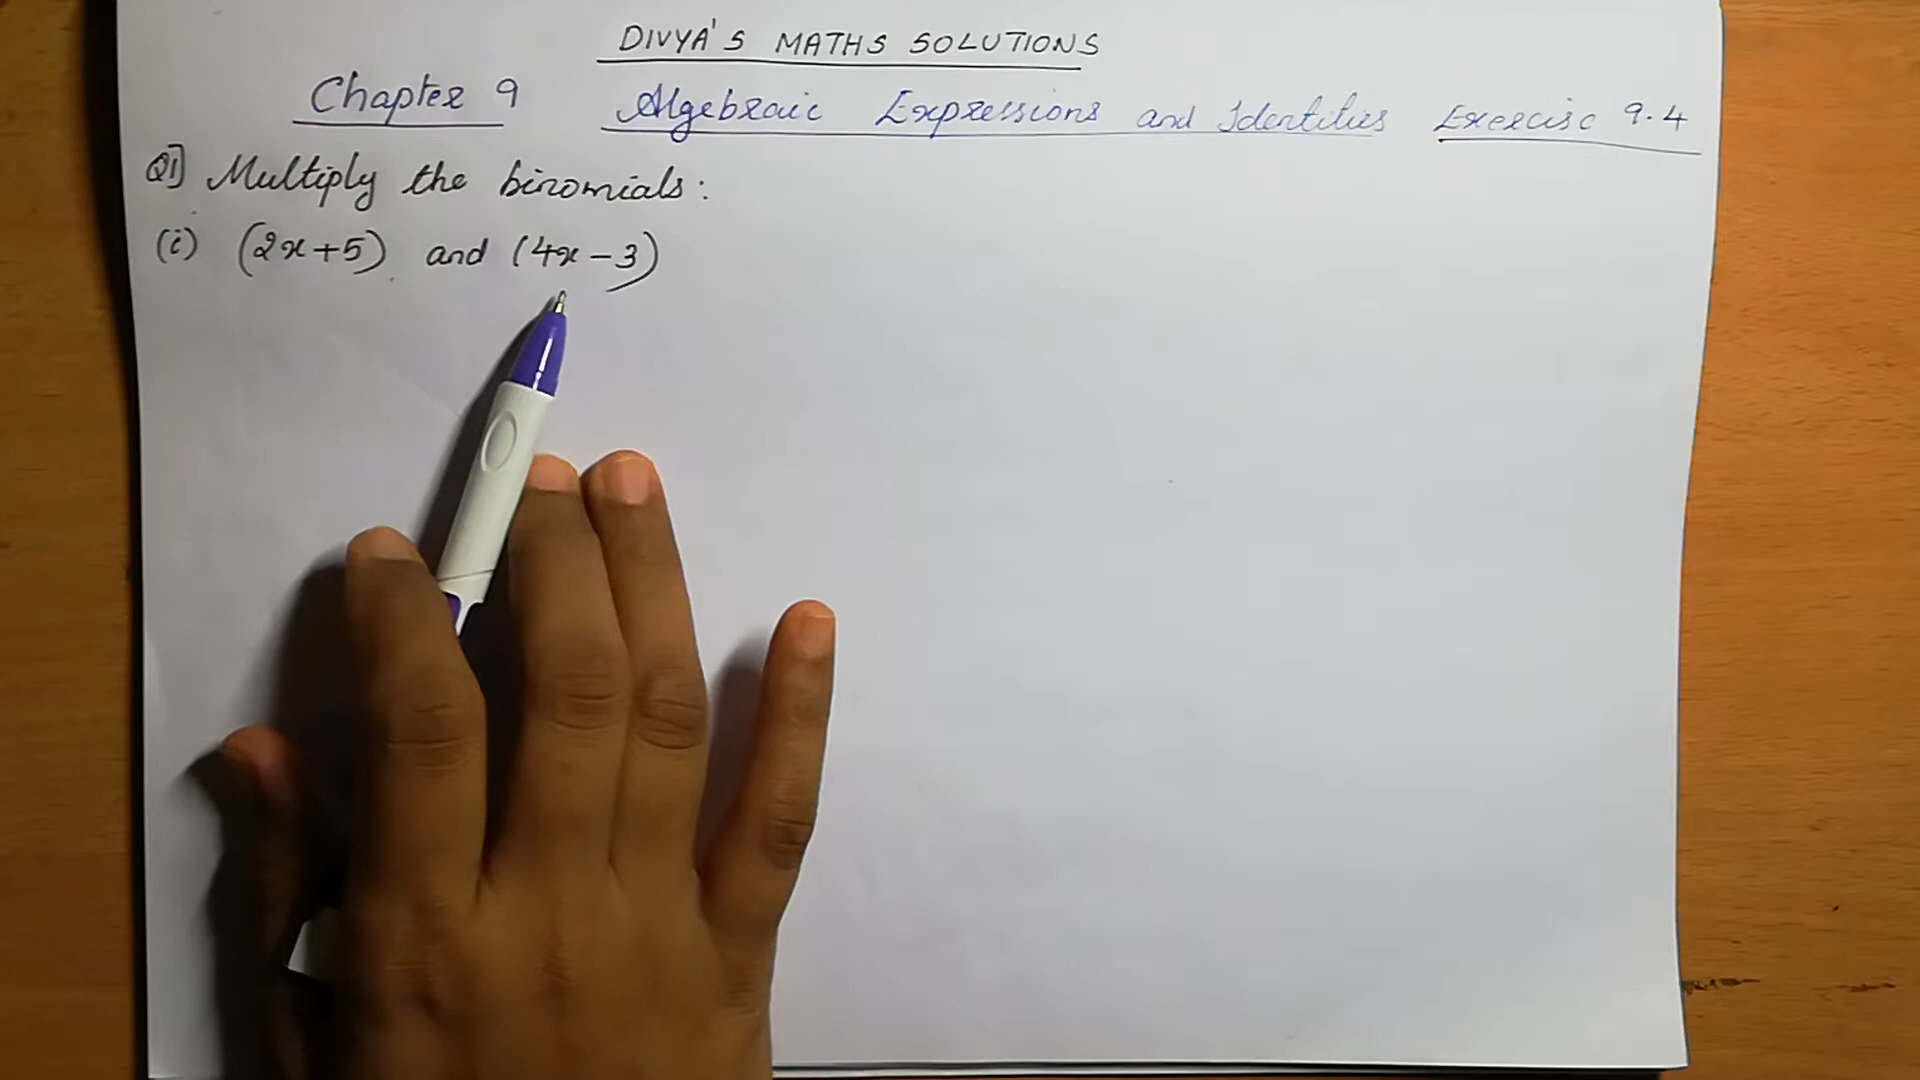 DIVYA'S MATHS SOLUTIONS
Chapter 9 Algebraic Expressions and Identities Exercise 9.4
Q1] Multiply the binomials:
(i) (2x+5) and (4x-3)